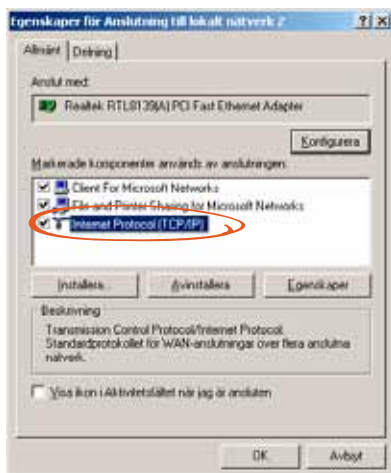 Egenskaper för Anslutning till lokalt nätverk 2
Allmänt Delning
Anslut med:
Realtek RTL8139(A) PCI Fast Ethernet Adapter
Konfigurera
Markerade komponenter används av anslutningen:
Client For Microsoft Networks
File and Printer Sharing for Microsoft Networks
Internet Protocol (TCP/IP)
Installera... Avinstallera Egenskaper
Beskrivning
Transmission Control Protocol/Internet Protocol.
Standardprotokollet för WAN-anslutningar över flera anslutna
nätverk.
Visa ikon i Aktivitetsfältet när jag är ansluten
OK Avbryt